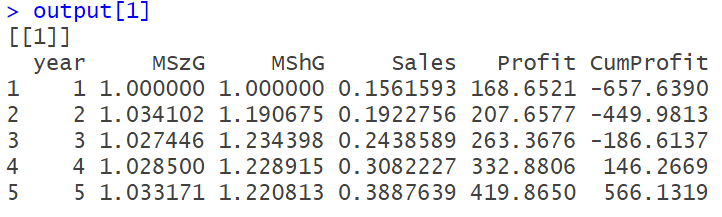 > output[1]
[[1]]
  year     MSzG     MShG     Sales   Profit CumProfit
1    1 1.000000 1.000000 0.1561593 168.6521 -657.6390
2    2 1.034102 1.190675 0.1922756 207.6577 -449.9813
3    3 1.027446 1.234398 0.2438589 263.3676 -186.6137
4    4 1.028500 1.228915 0.3082227 332.8806  146.2669
5    5 1.033171 1.220813 0.3887639 419.8650  566.1319